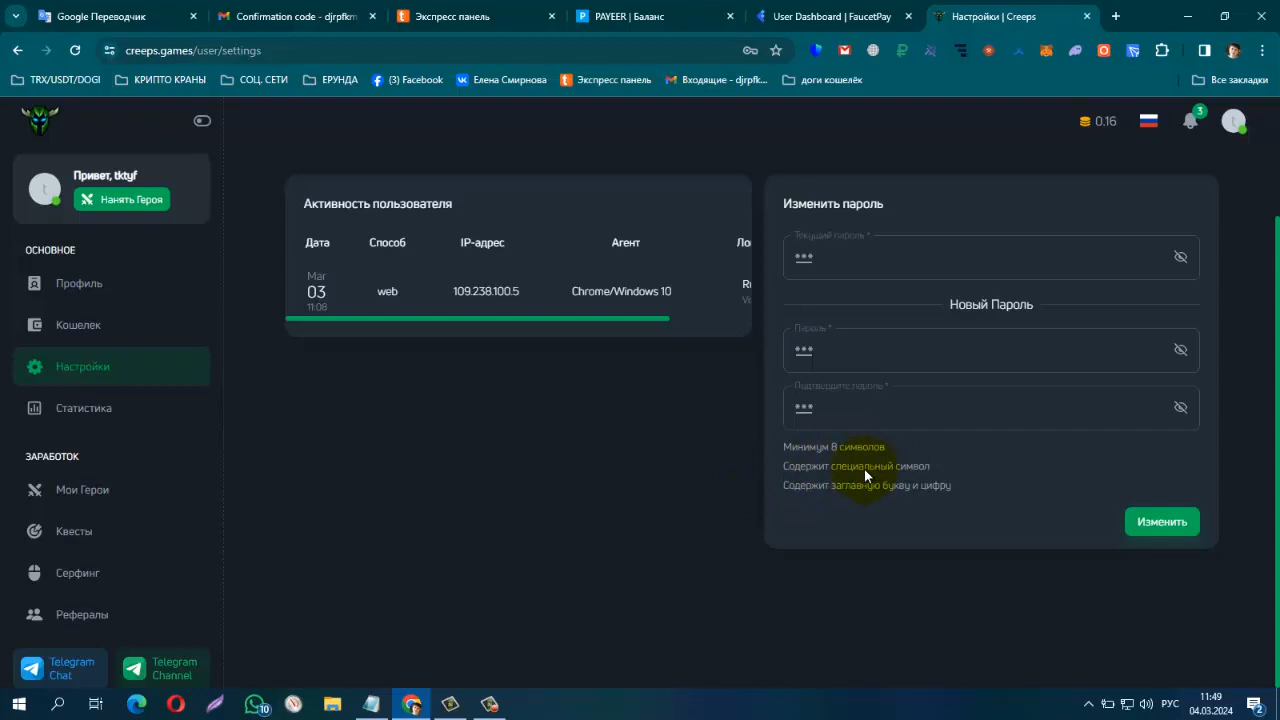 Google Переводчик
Confirmation code - djrpfkm
Экспресс панель
PAYEER | Баланс
User Dashboard | FaucetPay
Настройки | Creeps
creeps.games/user/settings
TRX/USDT/DOGI
КРИПТО КРАНЫ
СОЦ. СЕТИ
ЕРУНДА
(3) Facebook
Елена Смирнова
Экспресс панель
Входящие - djrpfk...
доги кошелёк
Все закладки
0.16
3
t
t
Привет, tktyf
Нанять Героя
ОСНОВНОЕ
Профиль
Кошелек
Настройки
Статистика
ЗАРАБОТОК
Мои Герои
Квесты
Серфинг
Рефералы
Telegram
Chat
Telegram
Channel
Активность пользователя
Дата
Способ
IP-адрес
Агент
Mar
03
11:08
web
109.238.100.5
Chrome/Windows 10
Изменить пароль
Текущий пароль *
***
Новый Пароль
Пароль *
***
Подтвердите пароль *
***
Минимум 8 символов
Содержит специальный символ
Содержит заглавную букву и цифру
Изменить
10
РУС
11:49
04.03.2024
2